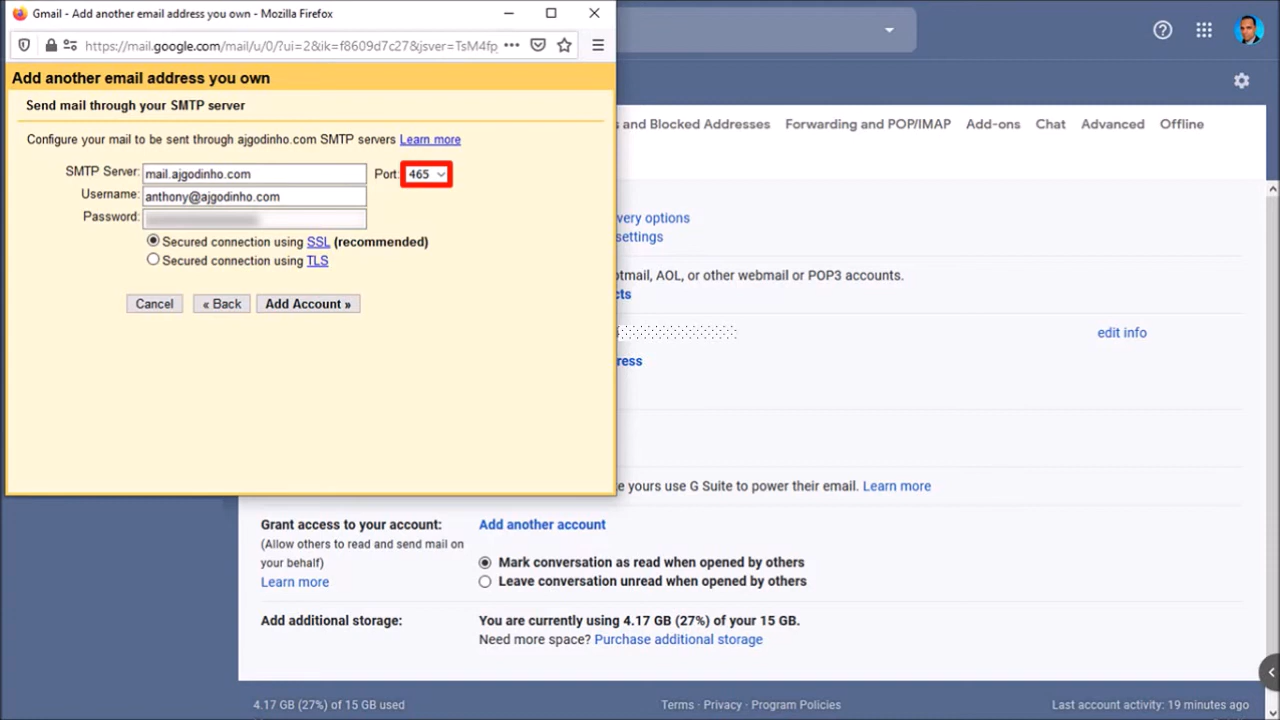 Gmail - Add another email address you own - Mozilla Firefox
https://mail.google.com/mail/u/0/?ui=2&ik=f8609d7c27&jsver=TsM4fp
Add another email address you own
Send mail through your SMTP server
Configure your mail to be sent through ajgodinho.com SMTP servers Learn more
SMTP Server: mail.ajgodinho.com Port: 465
Username: anthony@ajgodinho.com
Password:
Secured connection using SSL (recommended)
Secured connection using TLS
Cancel « Back Add Account »
s and Blocked Addresses Forwarding and POP/IMAP Add-ons Chat Advanced Offline
very options
settings
otmail, AOL, or other webmail or POP3 accounts.
cts
edit info
ress
ke yours use G Suite to power their email. Learn more
Grant access to your account: Add another account
(Allow others to read and send mail on
your behalf)
Learn more
Mark conversation as read when opened by others
Leave conversation unread when opened by others
Add additional storage: You are currently using 4.17 GB (27%) of your 15 GB.
Need more space? Purchase additional storage
4.17 GB (27%) of 15 GB used Terms · Privacy · Program Policies Last account activity: 19 minutes ago